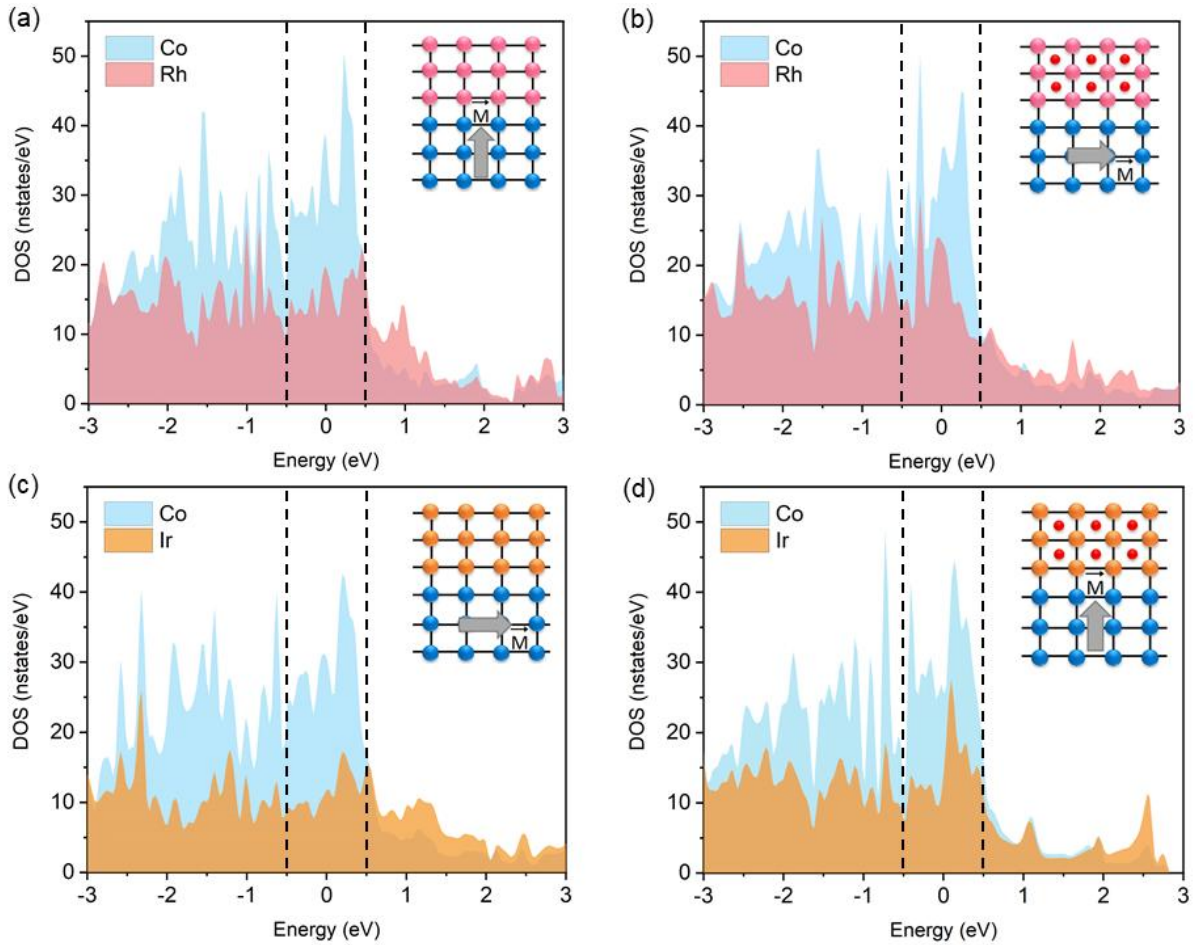 (a)
Co
Rh
M
DOS (nstates/eV)
50
40
30
20
10
0
-3 -2 -1 0 1 2 3
Energy (eV)
(b)
Co
Rh
M
DOS (nstates/eV)
50
40
30
20
10
0
-3 -2 -1 0 1 2 3
Energy (eV)
(c)
Co
Ir
M
DOS (nstates/eV)
50
40
30
20
10
0
-3 -2 -1 0 1 2 3
Energy (eV)
(d)
Co
Ir
M
DOS (nstates/eV)
50
40
30
20
10
0
-3 -2 -1 0 1 2 3
Energy (eV)